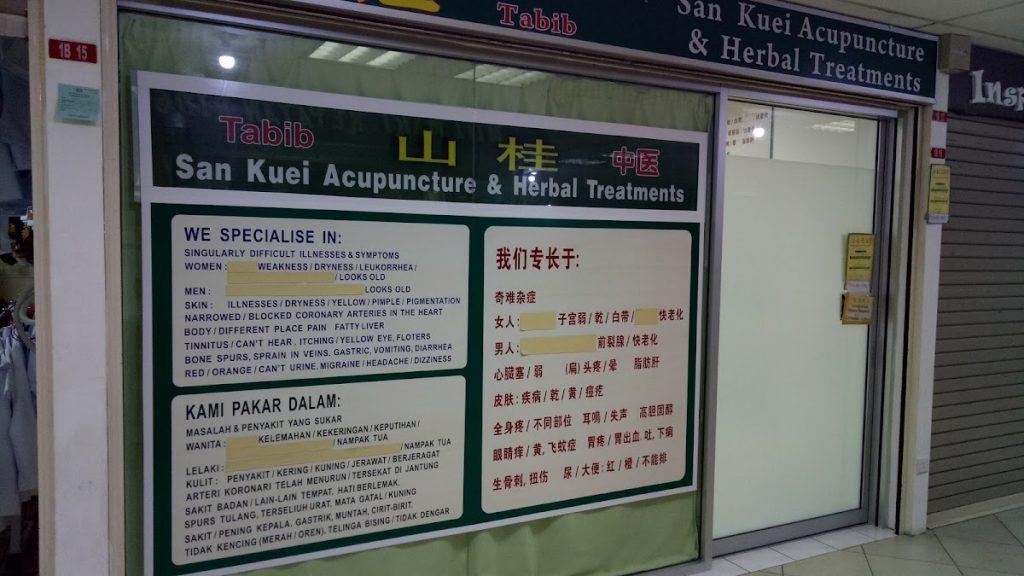 1B 15
Tabib
San Kuei Acupuncture
& Herbal Treatments
Tabib 山桂 中医
San Kuei Acupuncture & Herbal Treatments
WE SPECIALISE IN:
SINGULARLY DIFFICULT ILLNESSES & SYMPTOMS
WOMEN : WEAKNESS / DRYNESS / LEUKORRHEA /
/ LOOKS OLD
MEN : LOOKS OLD
SKIN : ILLNESSES / DRYNESS / YELLOW / PIMPLE / PIGMENTATION
NARROWED / BLOCKED CORONARY ARTERIES IN THE HEART
BODY / DIFFERENT PLACE PAIN FATTY LIVER
TINNITUS / CAN'T HEAR . ITCHING / YELLOW EYE, FLOTERS
BONE SPURS, SPRAIN IN VEINS. GASTRIC, VOMITING, DIARRHEA
RED / ORANGE / CAN'T URINE. MIGRAINE / HEADACHE / DIZZINESS
KAMI PAKAR DALAM:
MASALAH & PENYAKIT YANG SUKAR
WANITA : KELEMAHAN / KEKERINGAN / KEPUTIHAN /
/ NAMPAK TUA
LELAKI : / NAMPAK TUA
KULIT : PENYAKIT / KERING / KUNING / JERAWAT / BERJERAGAT
ARTERI KORONARI TELAH MENURUN / TERSEKAT DI JANTUNG
SAKIT BADAN / LAIN-LAIN TEMPAT. HATI BERLEMAK.
SPURS TULANG, TERSELIUH URAT. MATA GATAL / KUNING
SAKIT / PENING KEPALA. GASTRIK, MUNTAH, CIRIT-BIRIT.
TIDAK KENCING (MERAH / OREN). TELINGA BISING / TIDAK DENGAR
我们专长于:
奇难杂症
女人: 子宫弱 / 乾 / 白带 / 快老化
男人: 前裂腺 / 快老化
心臓塞 / 弱 (肩) 头疼 / 晕 脂肪肝
皮肤: 疾病 / 乾 / 黄 / 痘疙
全身疼 / 不同部位 耳鸣 / 失声 高胆固醇
眼睛痒 / 黄, 飞蚊症 胃疼 / 胃出血, 吐, 下痢
生骨刺, 扭伤 尿 / 大便: 红 / 橙 / 不能排